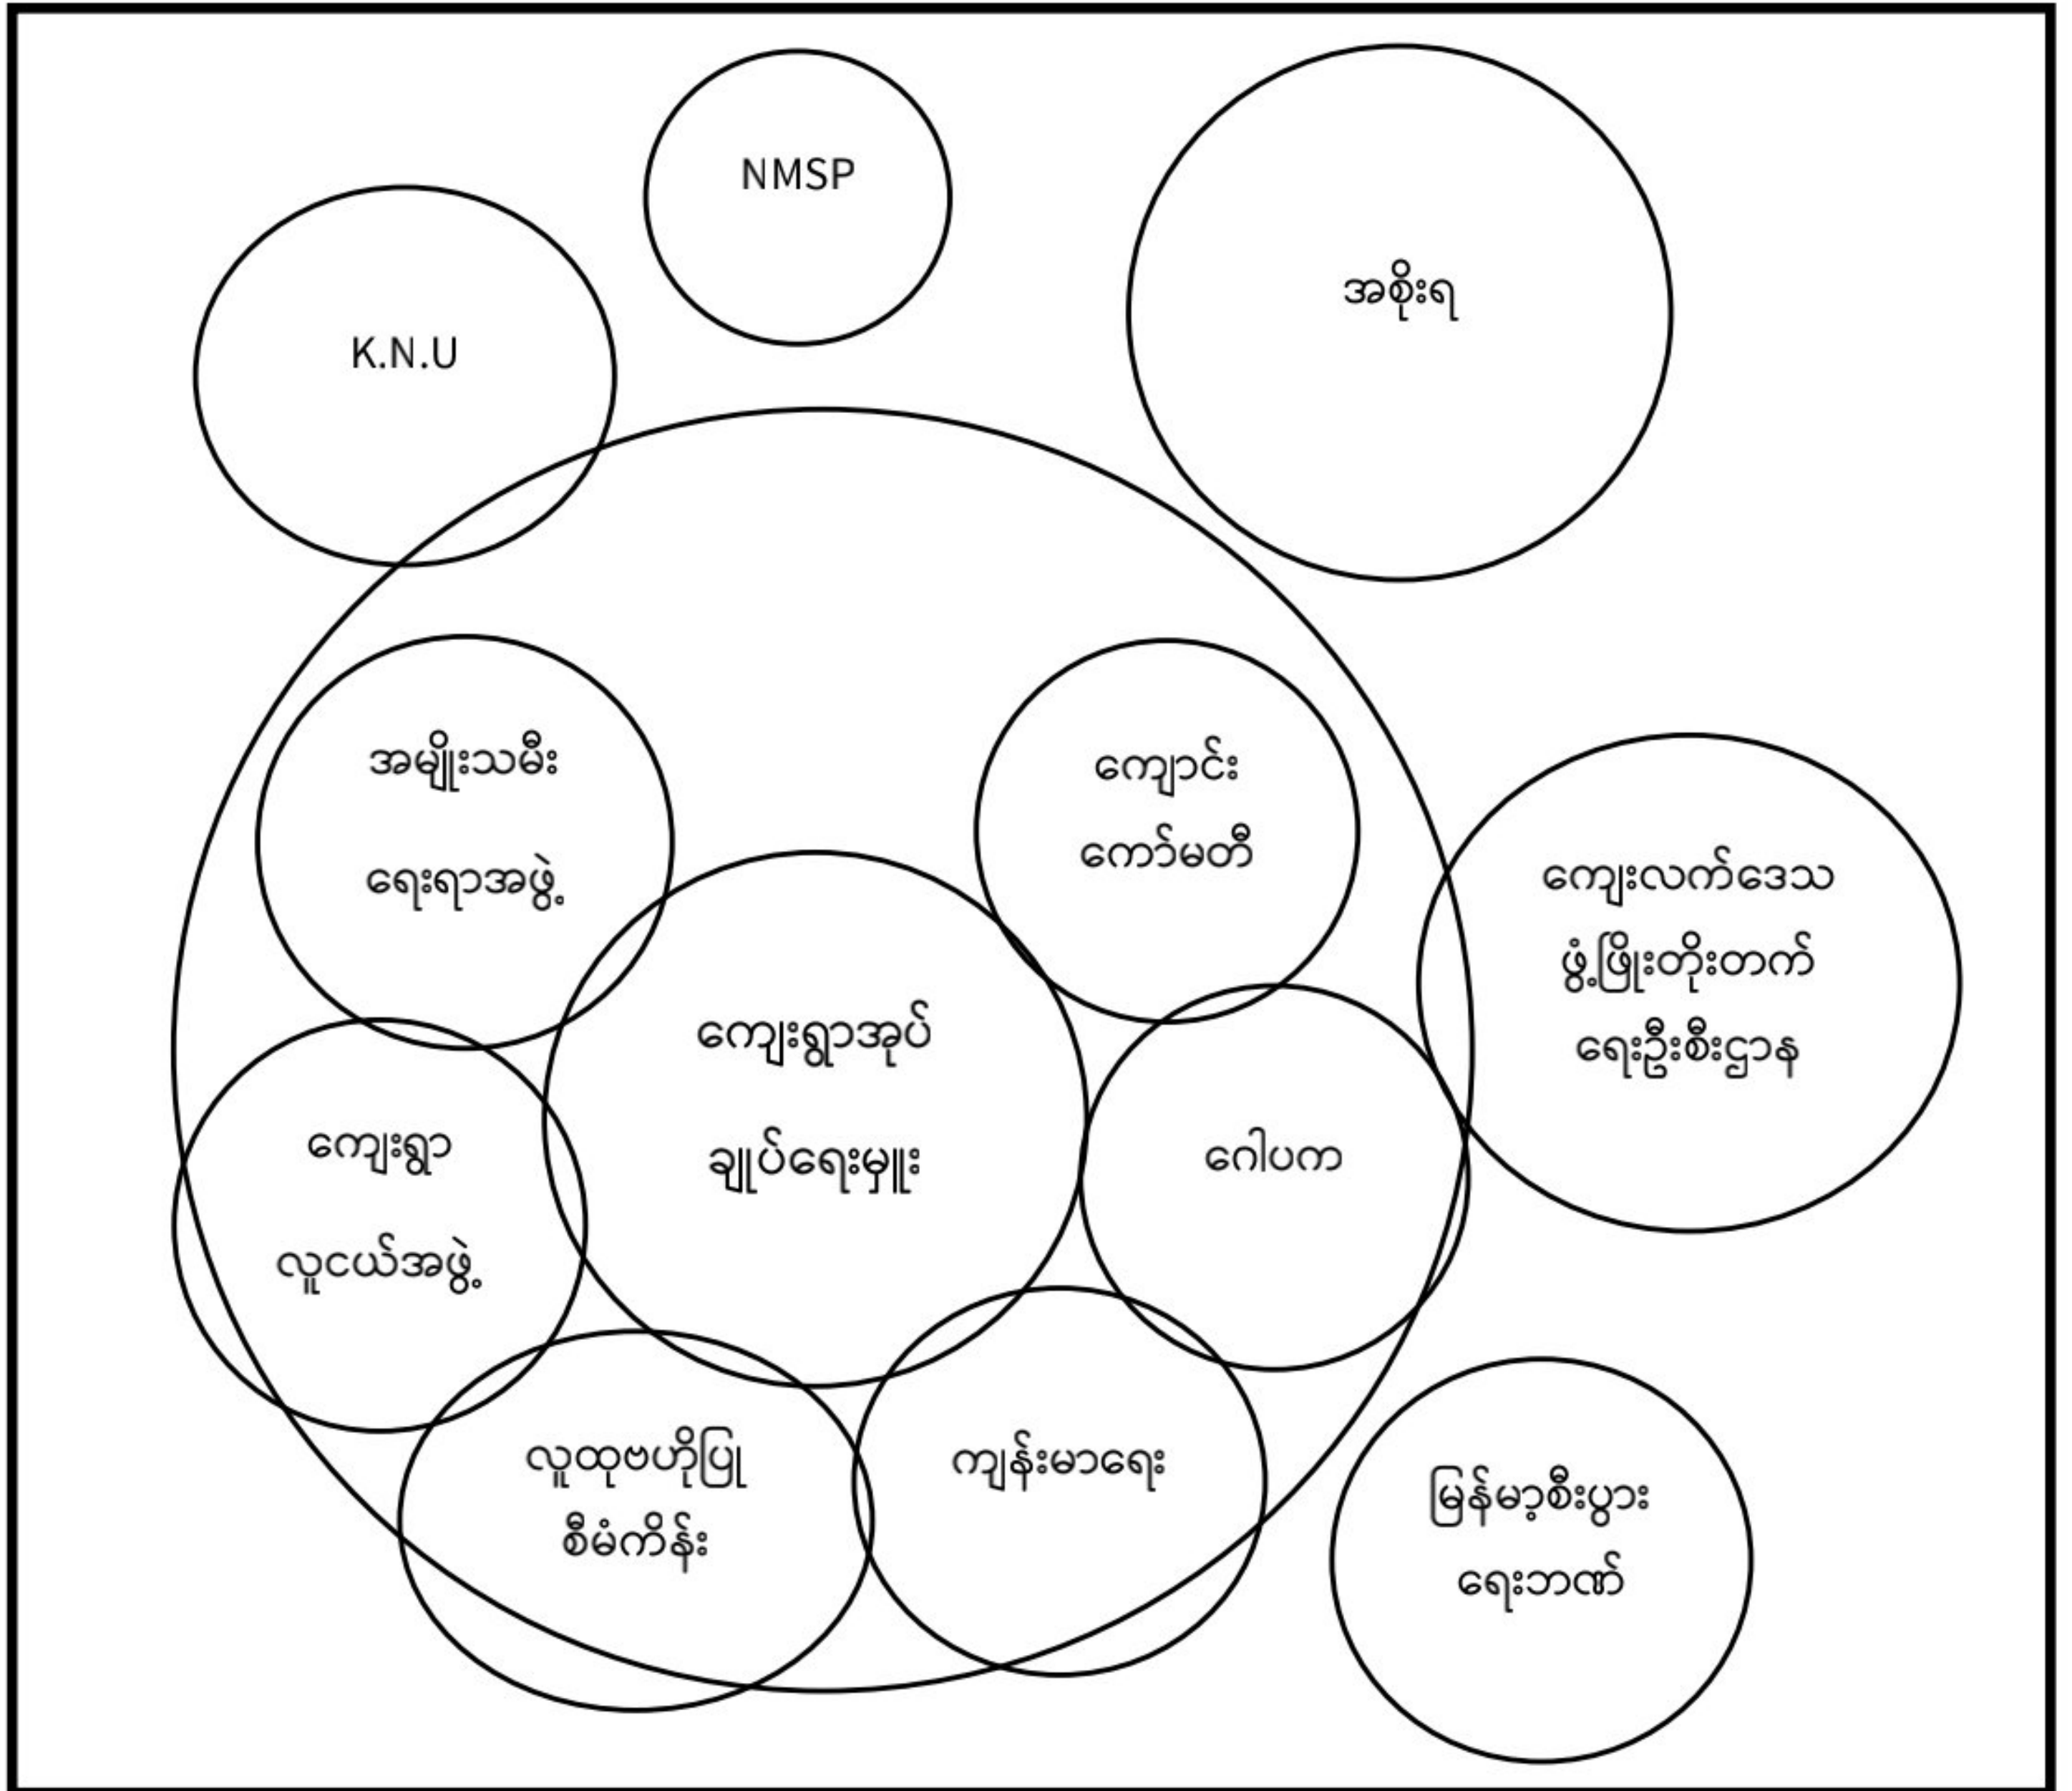 NMSP
အစိုးရ
K.N.U
အမျိုးသမီး
ရေးရာအဖွဲ့
ကျောင်း
ကော်မတီ
ကျေးလက်ဒေသ
ဖွံ့ဖြိုးတိုးတက်
ရေးဦးစီးဌာန
ကျေးရွာအုပ်
ချုပ်ရေးမှူး
ကျေးရွာ
လူငယ်အဖွဲ့
ဂေါပက
လူထုဗဟိုပြု
စီမံကိန်း
ကျန်းမာရေး
မြန်မာ့စီးပွား
ရေးဘဏ်